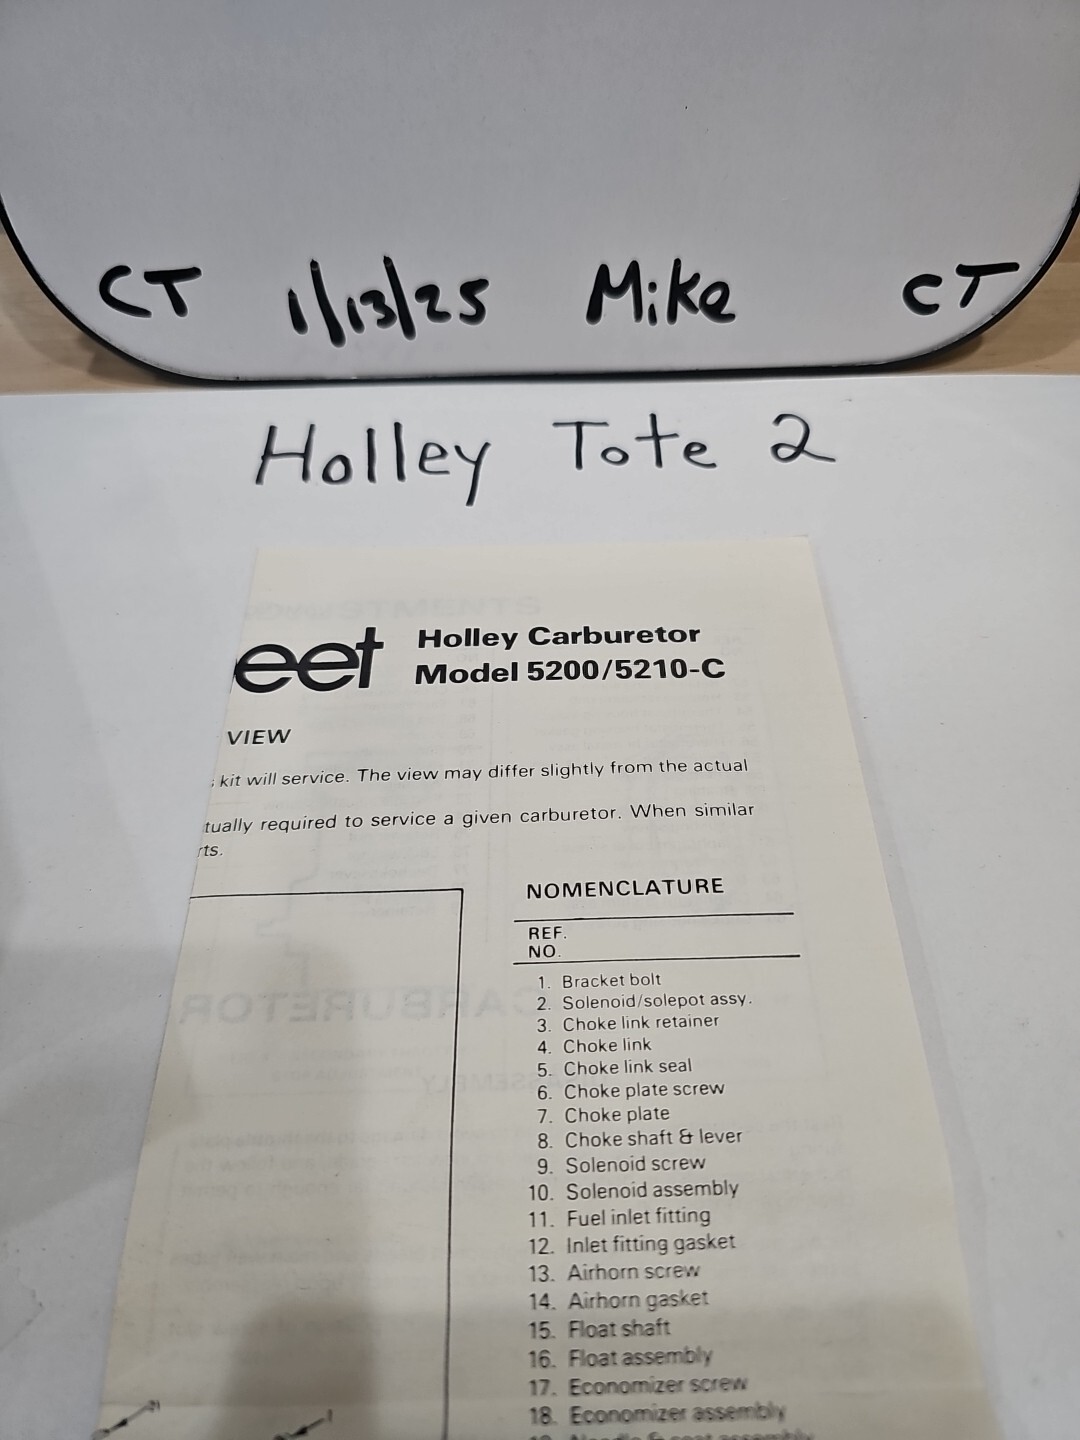 CT 1/13/25 Mike CT
Holley Tote 2
eet Holley Carburetor
Model 5200/5210-C
VIEW
kit will service. The view may differ slightly from the actual
tually required to service a given carburetor. When similar
rts.
NOMENCLATURE
REF.
NO.
1. Bracket bolt
2. Solenoid/solepot assy.
3. Choke link retainer
4. Choke link
5. Choke link seal
6. Choke plate screw
7. Choke plate
8. Choke shaft & lever
9. Solenoid screw
10. Solenoid assembly
11. Fuel inlet fitting
12. Inlet fitting gasket
13. Airhorn screw
14. Airhorn gasket
15. Float shaft
16. Float assembly
17. Economizer screw
18. Economizer assembly